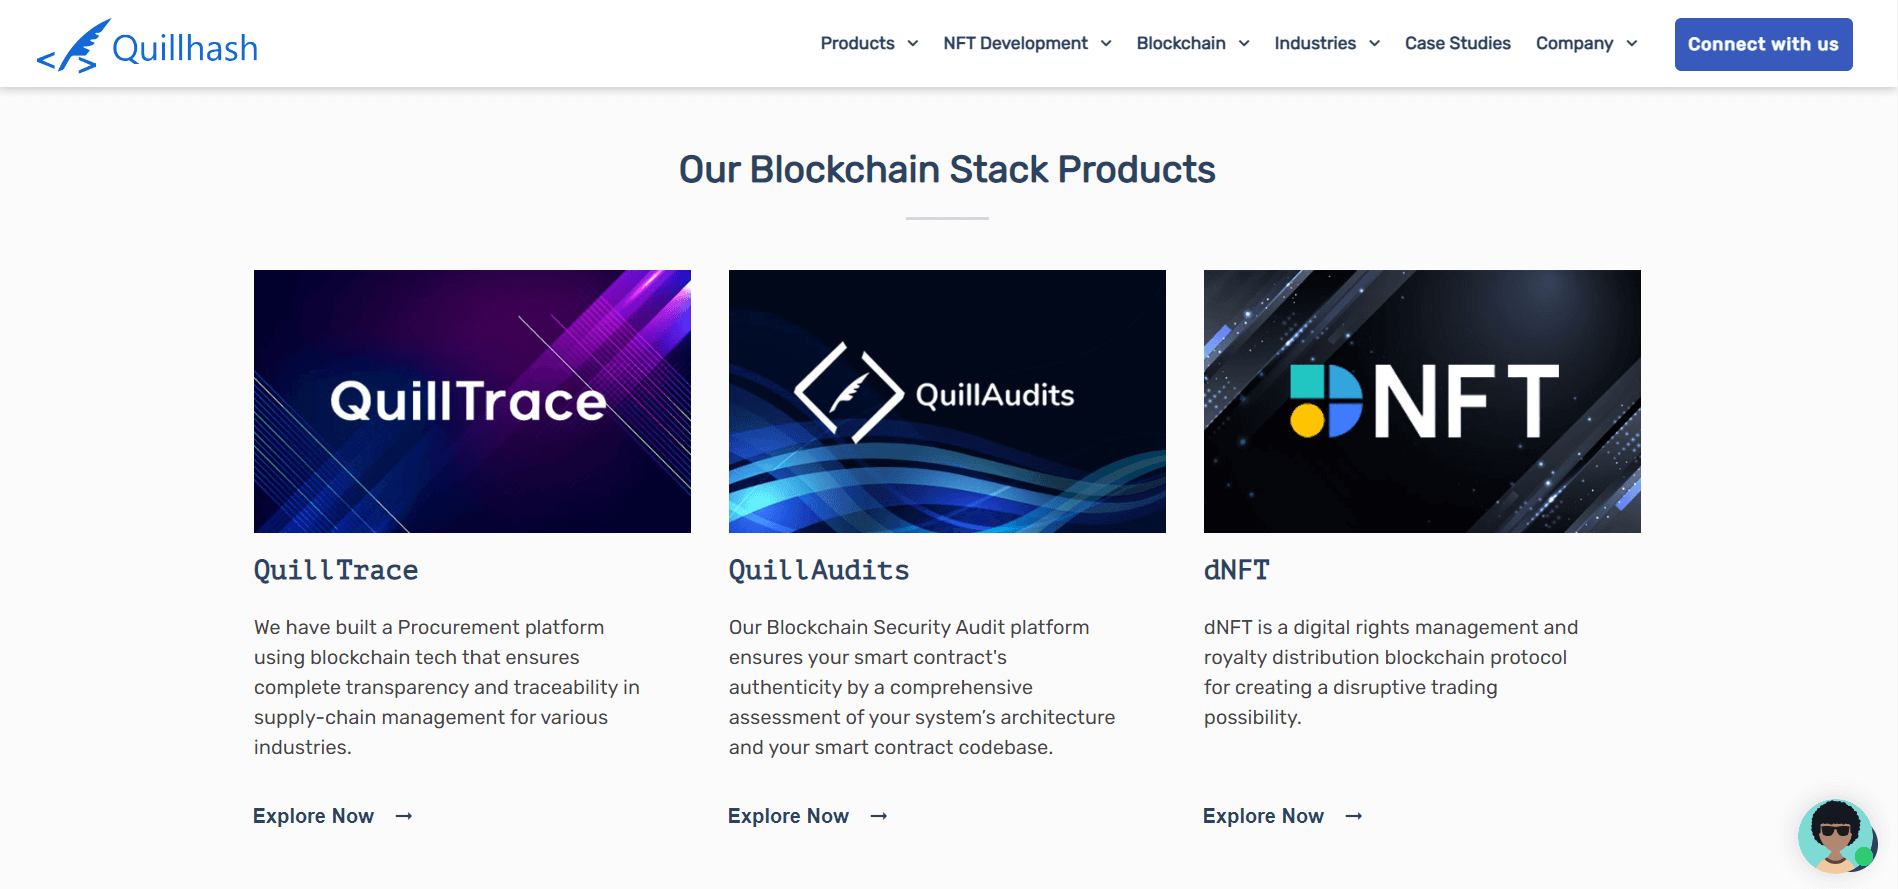 Quillhash
Products
NFT Development
Blockchain
Industries
Case Studies
Company
Connect with us
Our Blockchain Stack Products
QuillTrace
QuillAudits
NFT
QuillTrace
We have built a Procurement platform
using blockchain tech that ensures
complete transparency and traceability in
supply-chain management for various
industries.
Explore Now
QuillAudits
Our Blockchain Security Audit platform
ensures your smart contract's
authenticity by a comprehensive
assessment of your system’s architecture
and your smart contract codebase.
Explore Now
dNFT
dNFT is a digital rights management and
royalty distribution blockchain protocol
for creating a disruptive trading
possibility.
Explore Now